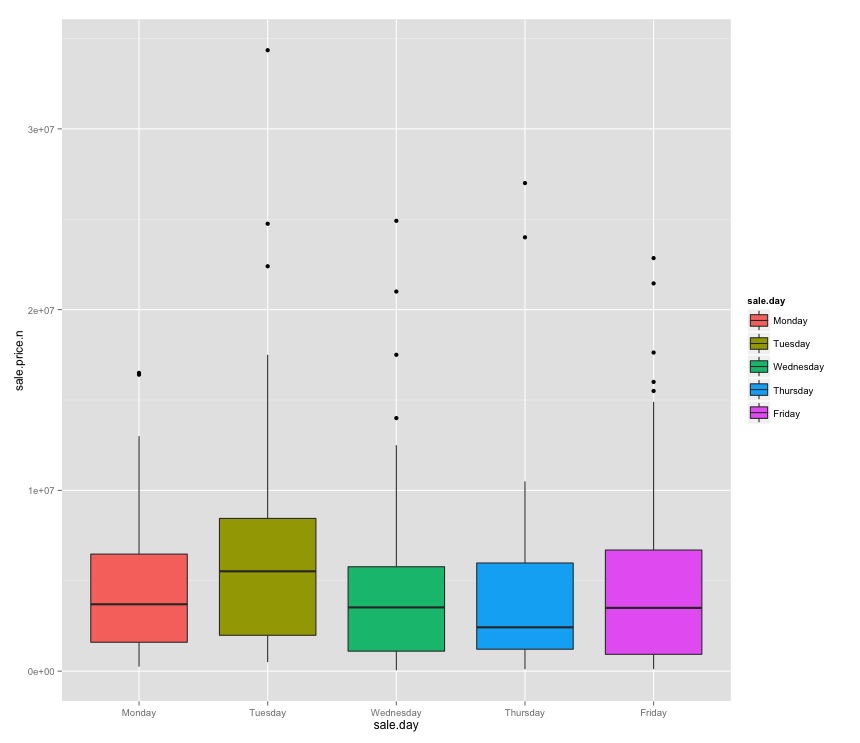 sale.price.n
3e+07
2e+07
1e+07
0e+00
Monday
Tuesday
Wednesday
Thursday
Friday
sale.day
sale.day
Monday
Tuesday
Wednesday
Thursday
Friday